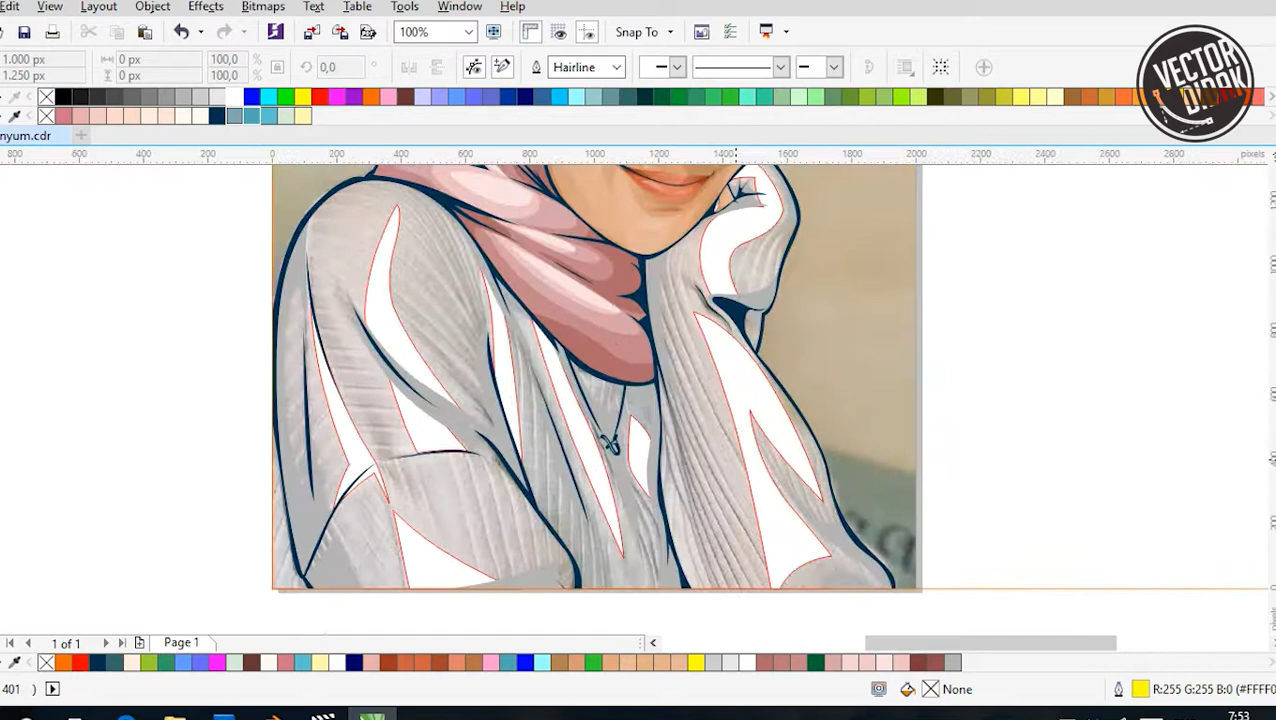 Edit View Layout Object Effects Bitmaps Text Table Tools Window Help
100% Snap To
1.000 px
1.250 px
0 px
0 px
100,0
100,0
%
%
0,0
Hairline
VECTOR
DIDAK
nyum.cdr
800 600 400 200 0 200 400 600 800 1000 1200 1400 1600 1800 2000 2200 2400 2600 2800 pixels
1 of 1 Page 1
401 ) None R:255 G:255 B:0 (#FFFF0
7:53